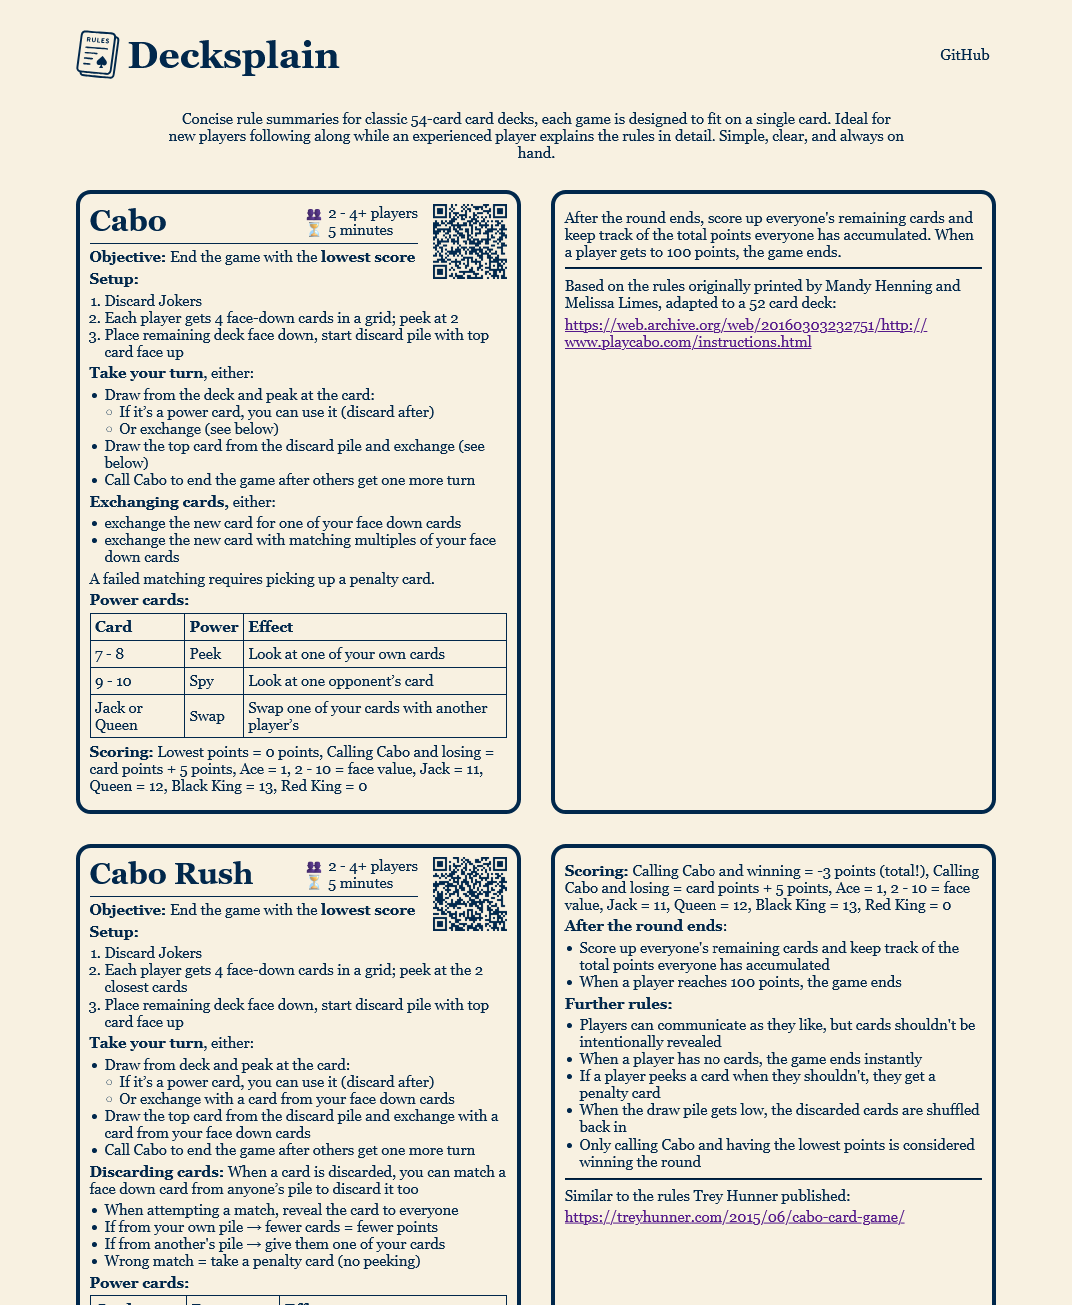 RULES
Decksplain
GitHub
Concise rule summaries for classic 54-card card decks, each game is designed to fit on a single card. Ideal for
new players following along while an experienced player explains the rules in detail. Simple, clear, and always on
hand.
Cabo
2 - 4+ players
5 minutes
Objective: End the game with the lowest score
Setup:
1. Discard Jokers
2. Each player gets 4 face-down cards in a grid; peek at 2
3. Place remaining deck face down, start discard pile with top
card face up
Take your turn, either:
• Draw from the deck and peak at the card:
○ If it’s a power card, you can use it (discard after)
○ Or exchange (see below)
• Draw the top card from the discard pile and exchange (see
below)
• Call Cabo to end the game after others get one more turn
Exchanging cards, either:
• exchange the new card for one of your face down cards
• exchange the new card with matching multiples of your face
down cards
A failed matching requires picking up a penalty card.
Power cards:
Card Power Effect
7 - 8 Peek Look at one of your own cards
9 - 10 Spy Look at one opponent’s card
Jack or
Queen Swap Swap one of your cards with another
player’s
Scoring: Lowest points = 0 points, Calling Cabo and losing =
card points + 5 points, Ace = 1, 2 - 10 = face value, Jack = 11,
Queen = 12, Black King = 13, Red King = 0
After the round ends, score up everyone's remaining cards and
keep track of the total points everyone has accumulated. When
a player gets to 100 points, the game ends.
Based on the rules originally printed by Mandy Henning and
Melissa Limes, adapted to a 52 card deck:
https://web.archive.org/web/20160303232751/http://
www.playcabo.com/instructions.html
Cabo Rush
2 - 4+ players
5 minutes
Objective: End the game with the lowest score
Setup:
1. Discard Jokers
2. Each player gets 4 face-down cards in a grid; peek at the 2
closest cards
3. Place remaining deck face down, start discard pile with top
card face up
Take your turn, either:
• Draw from deck and peak at the card:
○ If it’s a power card, you can use it (discard after)
○ Or exchange with a card from your face down cards
• Draw the top card from the discard pile and exchange with a
card from your face down cards
• Call Cabo to end the game after others get one more turn
Discarding cards: When a card is discarded, you can match a
face down card from anyone’s pile to discard it too
• When attempting a match, reveal the card to everyone
• If from your own pile → fewer cards = fewer points
• If from another's pile → give them one of your cards
• Wrong match = take a penalty card (no peeking)
Power cards:
Scoring: Calling Cabo and winning = -3 points (total!), Calling
Cabo and losing = card points + 5 points, Ace = 1, 2 - 10 = face
value, Jack = 11, Queen = 12, Black King = 13, Red King = 0
After the round ends:
• Score up everyone's remaining cards and keep track of the
total points everyone has accumulated
• When a player reaches 100 points, the game ends
Further rules:
• Players can communicate as they like, but cards shouldn't be
intentionally revealed
• When a player has no cards, the game ends instantly
• If a player peeks a card when they shouldn't, they get a
penalty card
• When the draw pile gets low, the discarded cards are shuffled
back in
• Only calling Cabo and having the lowest points is considered
winning the round
Similar to the rules Trey Hunner published:
https://treyhunner.com/2015/06/cabo-card-game/